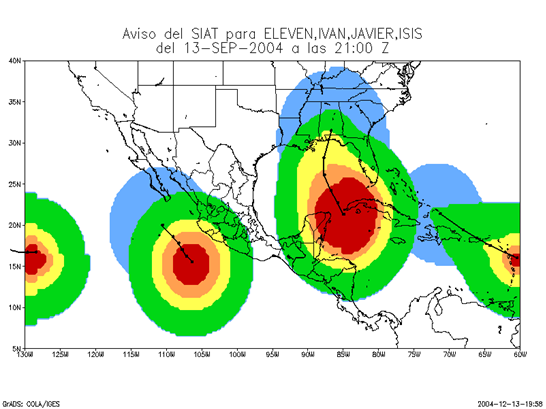 Aviso del SIAT para ELEVEN,IVAN,JAVIER,ISIS
del 13-SEP-2004 a las 21:00 Z
40N
35N
30N
25N
20N
15N
10N
5N
130W 125W 120W 115W 110W 105W 100W 95W 90W 85W 80W 75W 70W 65W 60W
GrADS: COLA/IGES 2004-12-13-19:58